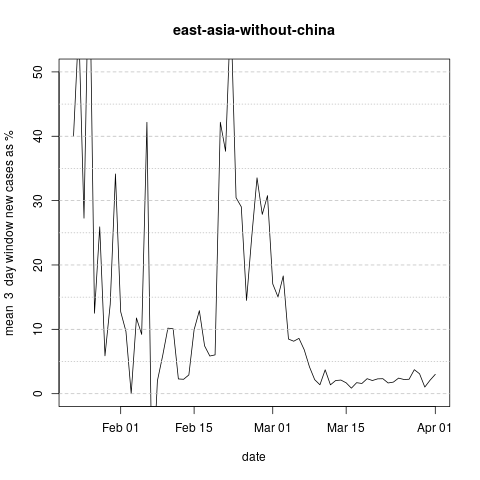 east-asia-without-china
mean 3 day window new cases as %
50
40
30
20
10
0
Feb 01 Feb 15 Mar 01 Mar 15 Apr 01
date